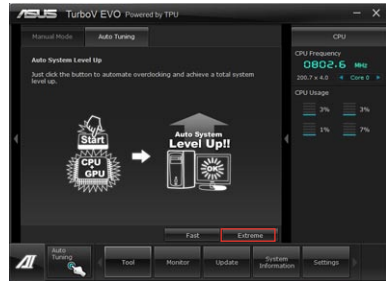 ASUS TurboV EVO Powered by TPU
Manual Mode
Auto Tuning
Auto System Level Up
Just click the button to automate overclocking and achieve a total system
level up.
Start
CPU
+
GPU
Auto System
Level Up!!
OK
Fast
Extreme
CPU
CPU Frequency
0802.6 MHz
200.7 x 4.0
Core 0
CPU Usage
3%
3%
1%
7%
Auto
Tuning
Tool
Monitor
Update
System
Information
Settings